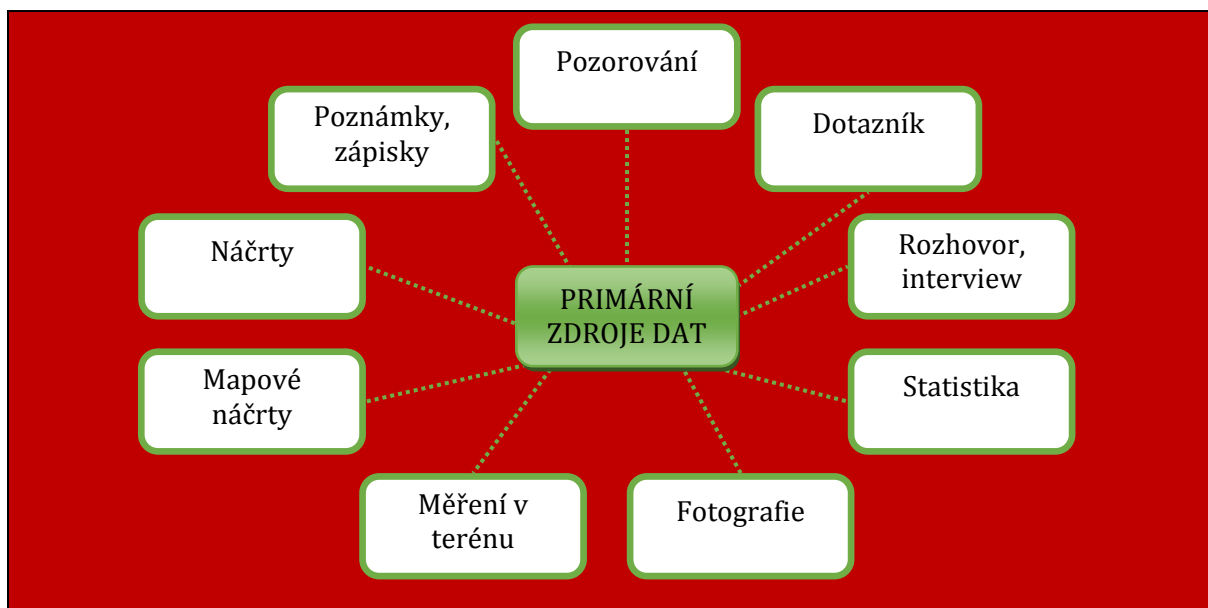 Pozorování
Poznámky,
zápisky
Dotazník
Náčrty
Rozhovor,
interview
PRIMÁRNÍ
ZDROJE DAT
Mapové
náčrty
Statistika
Měření v
terénu
Fotografie